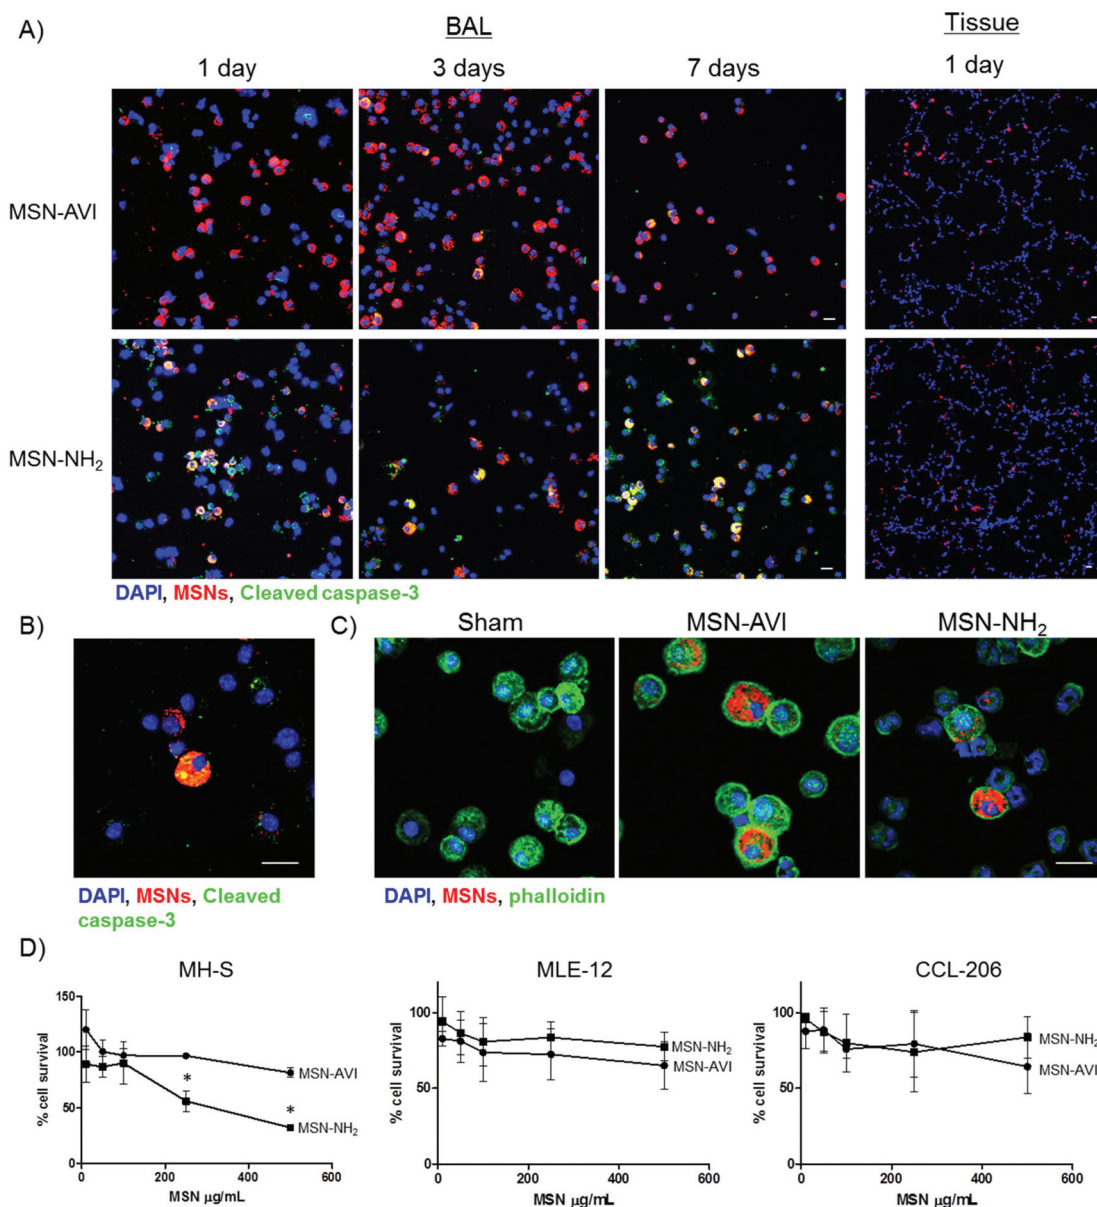 A)
BAL
Tissue
1 day
3 days
7 days
1 day
MSN-AVI
MSN-NH₂
DAPI, MSNs, Cleaved caspase-3
B)
C)
Sham
MSN-AVI
MSN-NH₂
DAPI, MSNs, Cleaved
caspase-3
DAPI, MSNs, phalloidin
D)
MH-S
MLE-12
CCL-206
% cell survival
150
100
50
0
0
200
400
600
MSN µg/mL
MSN-AVI
MSN-NH₂
*
*
% cell survival
100
50
0
0
200
400
600
MSN µg/mL
MSN-NH₂
MSN-AVI
% cell survival
100
50
0
0
200
400
600
MSN µg/mL
MSN-NH₂
MSN-AVI